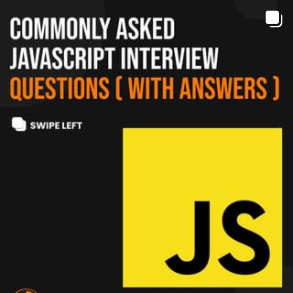 COMMONLY ASKED
JAVASCRIPT INTERVIEW
QUESTIONS ( WITH ANSWERS )
SWIPE LEFT
JS